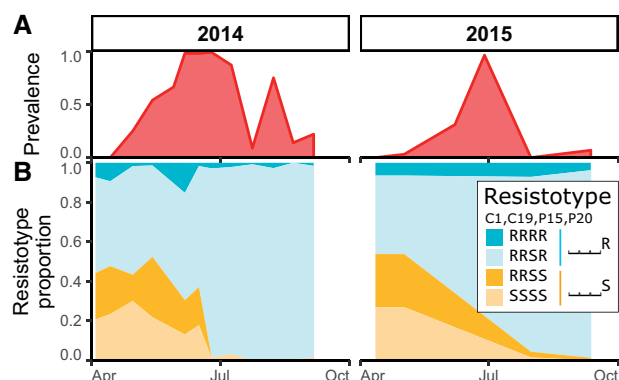 A
2014
2015
Prevalence
1.0
0.5
0.0
B
Resistotype
proportion
1.0
0.8
0.6
0.4
0.2
0.0
Resistotype
C1,C19,P15,P20
RRRR
RRSR
R
RRSS
SSSS
S
Apr
Jul
Oct
Apr
Jul
Oct